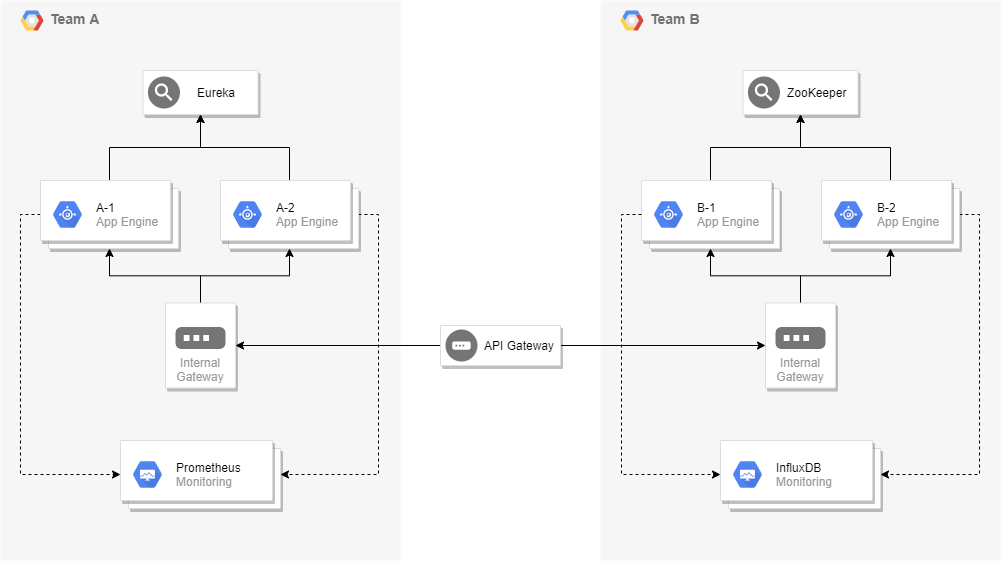 Team A
Eureka
A-1
App Engine
A-2
App Engine
Internal
Gateway
Prometheus
Monitoring
API Gateway
Team B
ZooKeeper
B-1
App Engine
B-2
App Engine
Internal
Gateway
InfluxDB
Monitoring